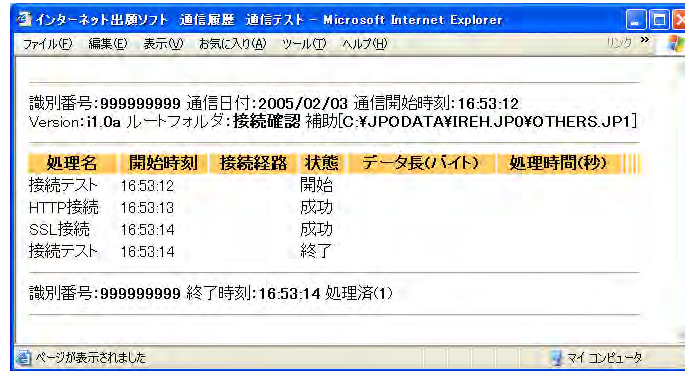 インターネット出願ソフト 通信履歴 通信テスト - Microsoft Internet Explorer
ファイル(F) 編集(E) 表示(V) お気に入り(A) ツール(T) ヘルプ(H) リンク »
識別番号:999999999 通信日付:2005/02/03 通信開始時刻:16:53:12
Version:i1.0a ルートフォルダ:接続確認 補助[C:¥JPODATA¥IREH.JP0¥OTHERS.JP1]
処理名 開始時刻 接続経路 状態 データ長(バイト) 処理時間(秒)
接続テスト 16:53:12 開始
HTTP接続 16:53:13 成功
SSL接続 16:53:14 成功
接続テスト 16:53:14 終了
識別番号:999999999 終了時刻:16:53:14 処理済(1)
ページが表示されました マイ コンピュータ